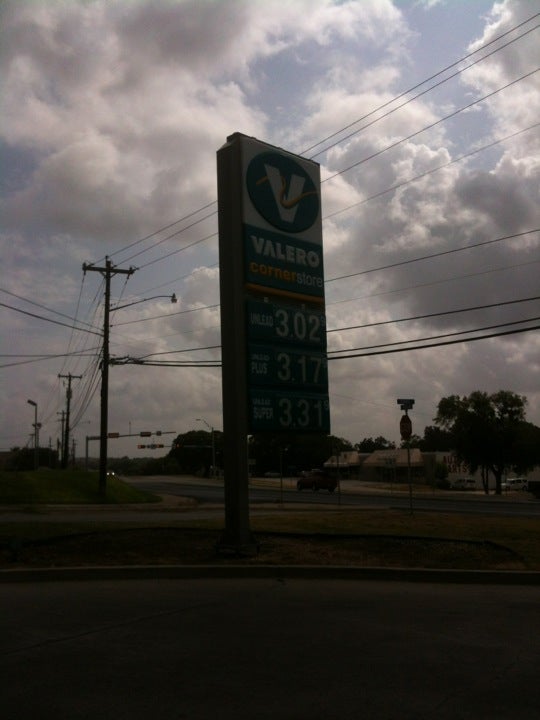 V
VALERO
cornerstore
UNLEAD 3.02
UNLEAD
PLUS 3.17
UNLEAD
SUPER 3.31